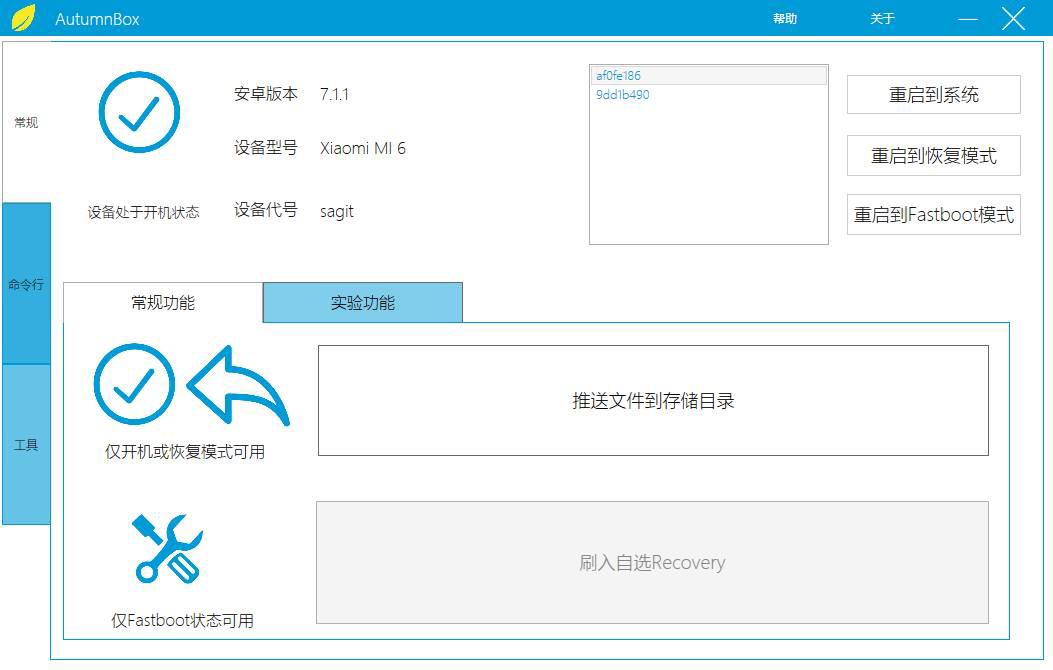 AutumnBox
帮助
关于
常规
命令行
工具
设备处于开机状态
安卓版本 7.1.1
设备型号 Xiaomi MI 6
设备代号 sagit
af0fe186
9dd1b490
重启到系统
重启到恢复模式
重启到Fastboot模式
常规功能
实验功能
仅开机或恢复模式可用
推送文件到存储目录
仅Fastboot状态可用
刷入自选Recovery